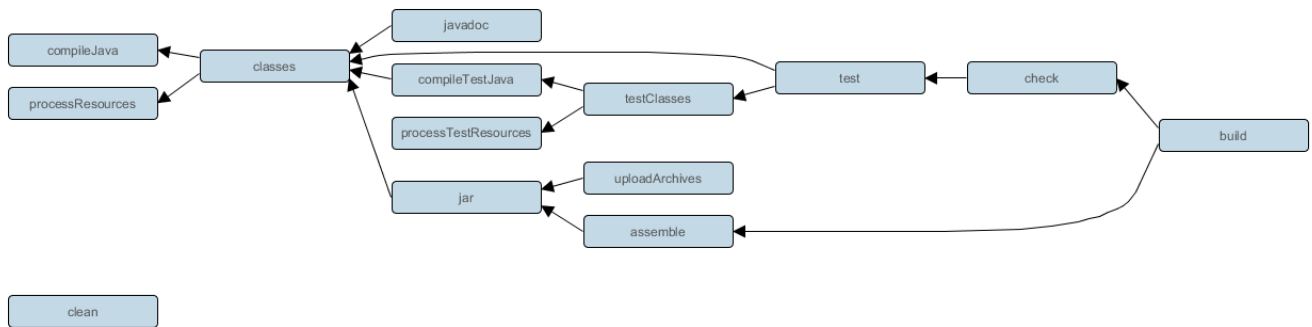 javadoc
compileJava
classes
compileTestJava
test
check
processResources
testClasses
processTestResources
build
uploadArchives
jar
assemble
clean